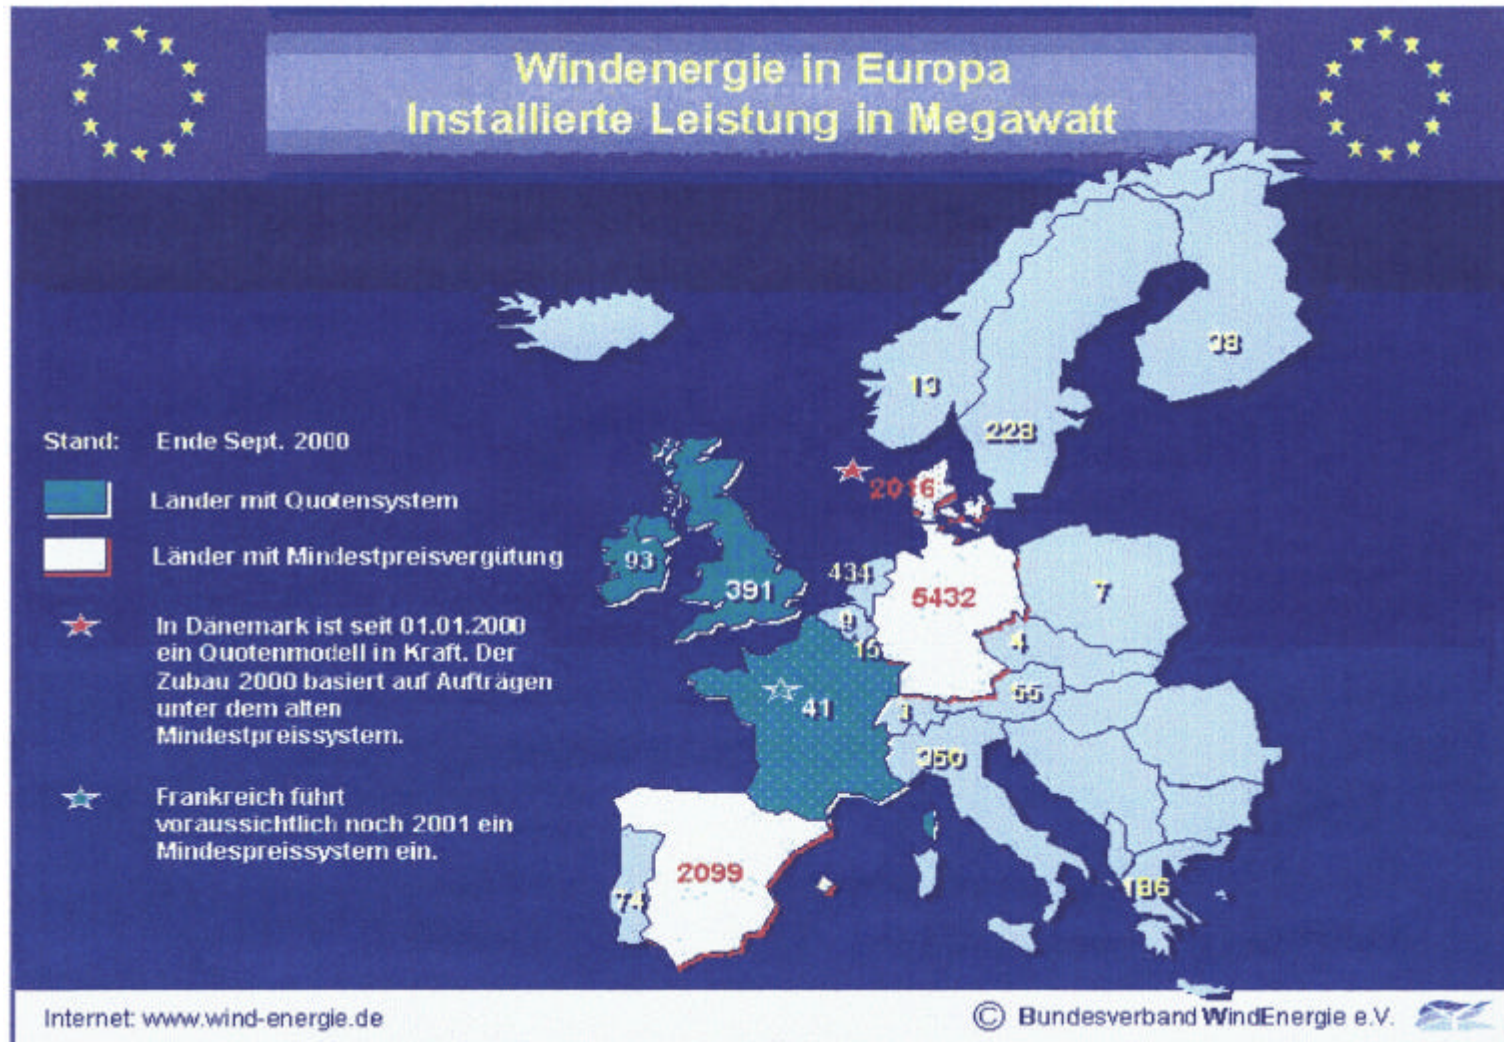 Windenergie in Europa
Installierte Leistung in Megawatt
38
13
228
Stand: Ende Sept. 2000
2016
Länder mit Quotensystem
Länder mit Mindestpreisvergütung
93
391
434
5432
7
In Dänemark ist seit 01.01.2000
ein Quotenmodell in Kraft. Der
Zubau 2000 basiert auf Aufträgen
unter dem alten
Mindestpreissystem.
9
4
41
350
Frankreich führt
voraussichtlich noch 2001 ein
Mindespreissystem ein.
2099
74
186
Internet: www.wind-energie.de
© Bundesverband WindEnergie e.V.